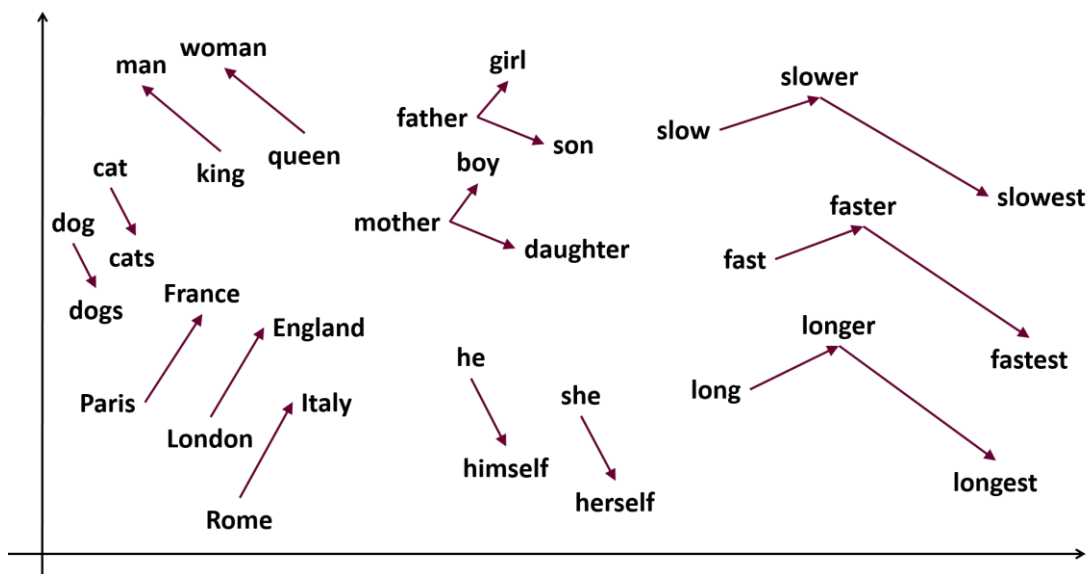 man
woman
king
queen
cat
cats
dog
dogs
France
Paris
England
London
Italy
Rome
girl
father
son
boy
mother
daughter
he
himself
she
herself
slower
slow
slowest
faster
fast
fastest
longer
long
longest